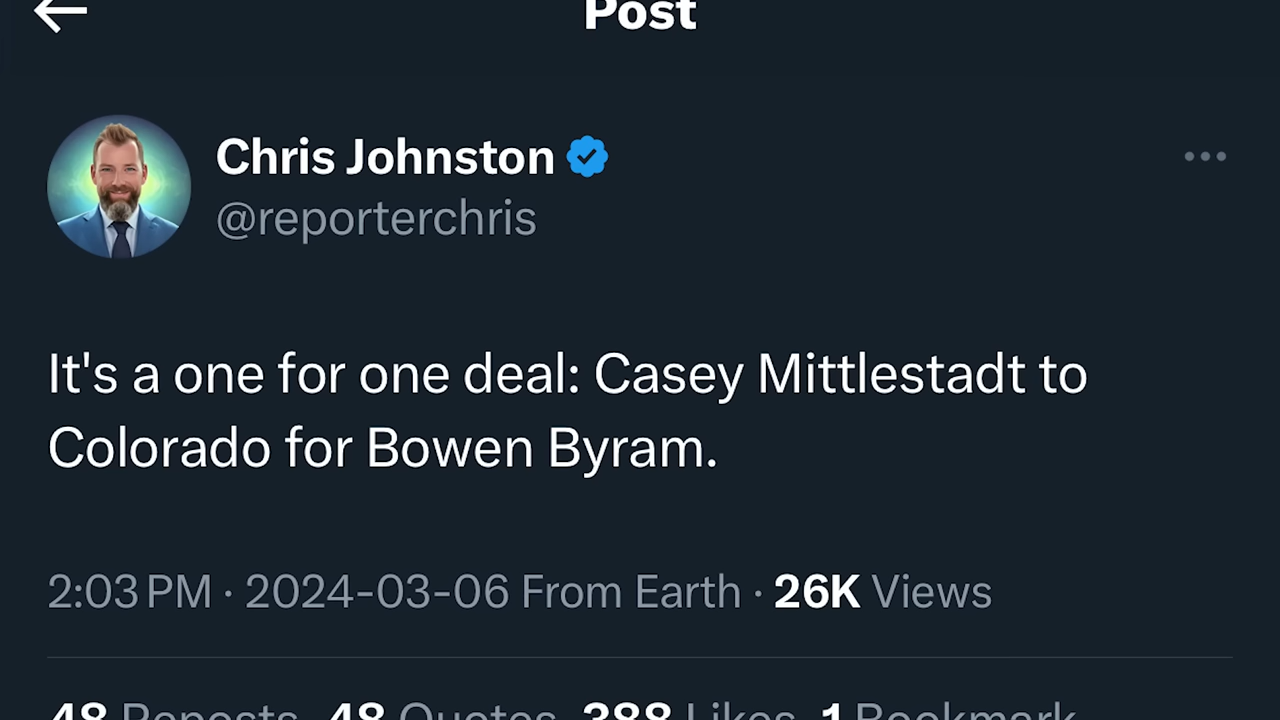 Post
Chris Johnston
@reporterchris
It's a one for one deal: Casey Mittlestadt to
Colorado for Bowen Byram.
2:03 PM · 2024-03-06 From Earth · 26K Views
48 Reposts 48 Quotes 388 Likes 1 Bookmark